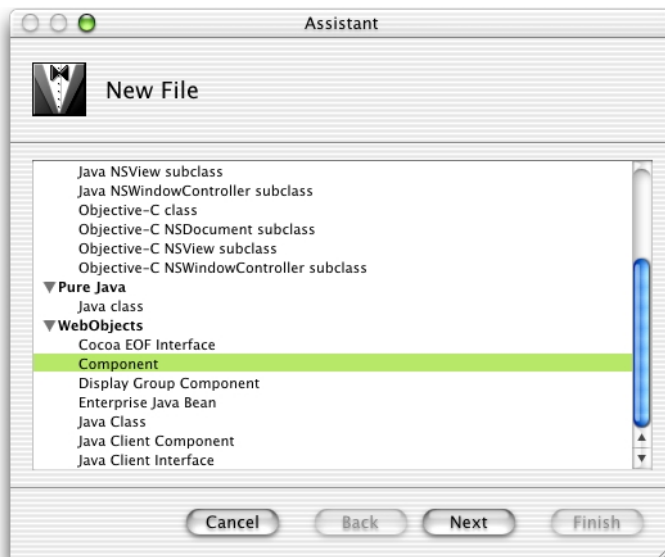 Assistant
New File
Java NSView subclass
Java NSWindowController subclass
Objective-C class
Objective-C NSDocument subclass
Objective-C NSView subclass
Objective-C NSWindowController subclass
Pure Java
Java class
WebObjects
Cocoa EOF Interface
Component
Display Group Component
Enterprise Java Bean
Java Class
Java Client Component
Java Client Interface
Cancel Back Next Finish